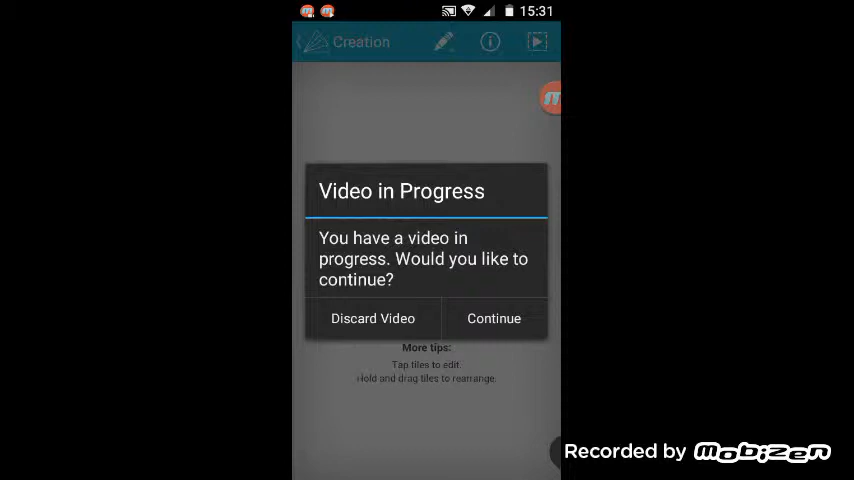 15:31
Creation
Video in Progress
You have a video in
progress. Would you like to
continue?
Discard Video
Continue
More tips:
Tap tiles to edit.
Hold and drag tiles to rearrange.
Recorded by Mobizen